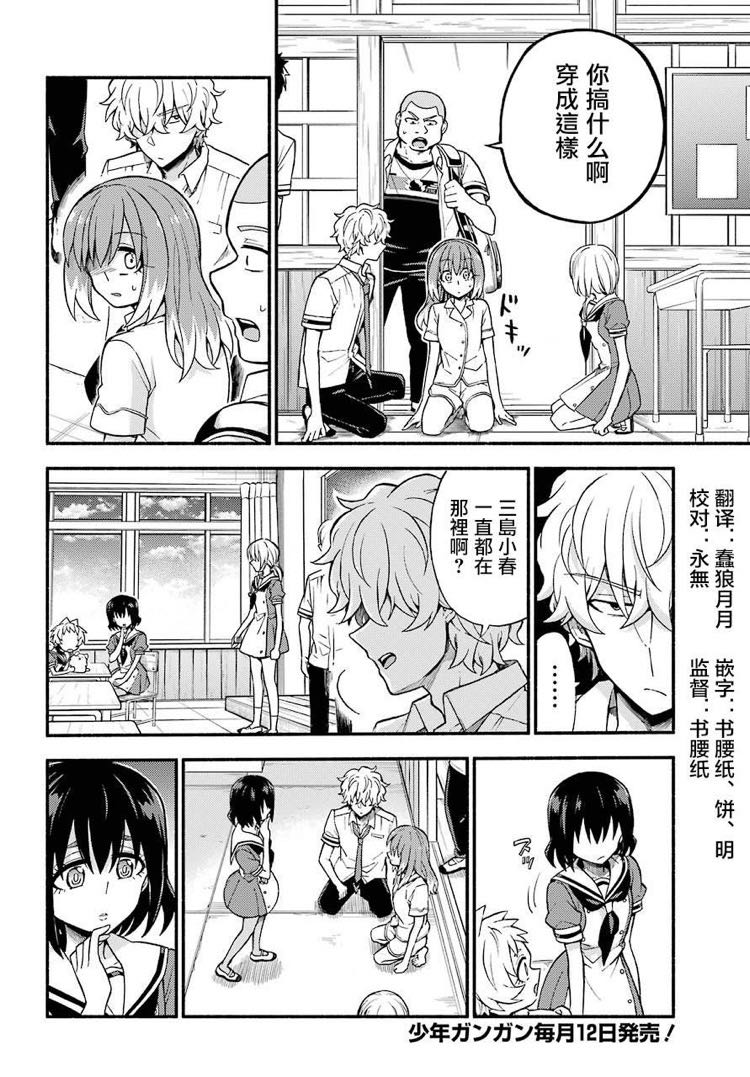 你搞什么啊
穿成這樣
ドキッ
三島小春
一直都在
那裡啊？
……
翻译：蠢狼月月　嵌字：书腰纸、饼、明
校对：永無　监督：书腰纸
スッ
少年ガンガン毎月12日発売！